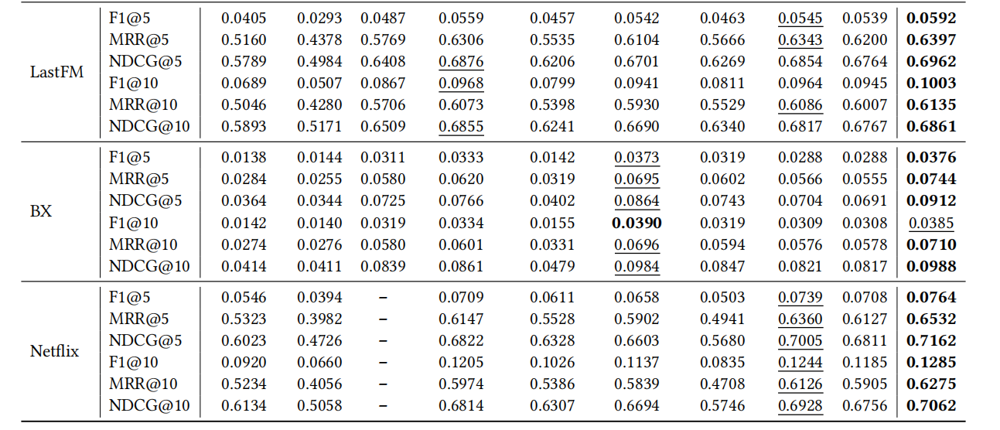 F1@5 0.0405 0.0293 0.0487 0.0559 0.0457 0.0542 0.0463 0.0545 0.0539 0.0592
MRR@5 0.5160 0.4378 0.5769 0.6306 0.5535 0.6104 0.5666 0.6343 0.6200 0.6397
NDCG@5 0.5789 0.4984 0.6408 0.6876 0.6206 0.6701 0.6269 0.6854 0.6764 0.6962
LastFM
F1@10 0.0689 0.0507 0.0867 0.0968 0.0799 0.0941 0.0811 0.0964 0.0945 0.1003
MRR@10 0.5046 0.4280 0.5706 0.6073 0.5398 0.5930 0.5529 0.6086 0.6007 0.6135
NDCG@10 0.5893 0.5171 0.6509 0.6855 0.6241 0.6690 0.6340 0.6817 0.6767 0.6861
F1@5 0.0138 0.0144 0.0311 0.0333 0.0142 0.0373 0.0319 0.0288 0.0288 0.0376
MRR@5 0.0284 0.0255 0.0580 0.0620 0.0319 0.0695 0.0602 0.0566 0.0555 0.0744
NDCG@5 0.0364 0.0344 0.0725 0.0766 0.0402 0.0864 0.0743 0.0704 0.0691 0.0912
BX
F1@10 0.0142 0.0140 0.0319 0.0334 0.0155 0.0390 0.0319 0.0309 0.0308 0.0385
MRR@10 0.0274 0.0276 0.0580 0.0601 0.0331 0.0696 0.0594 0.0576 0.0578 0.0710
NDCG@10 0.0414 0.0411 0.0839 0.0861 0.0479 0.0984 0.0847 0.0821 0.0817 0.0988
F1@5 0.0546 0.0394 – 0.0709 0.0611 0.0658 0.0503 0.0739 0.0708 0.0764
MRR@5 0.5323 0.3982 – 0.6147 0.5528 0.5902 0.4941 0.6360 0.6127 0.6532
NDCG@5 0.6023 0.4726 – 0.6822 0.6328 0.6603 0.5680 0.7005 0.6811 0.7162
Netflix
F1@10 0.0920 0.0660 – 0.1205 0.1026 0.1137 0.0835 0.1244 0.1185 0.1285
MRR@10 0.5234 0.4056 – 0.5974 0.5386 0.5839 0.4708 0.6126 0.5905 0.6275
NDCG@10 0.6134 0.5058 – 0.6814 0.6307 0.6694 0.5746 0.6928 0.6756 0.7062